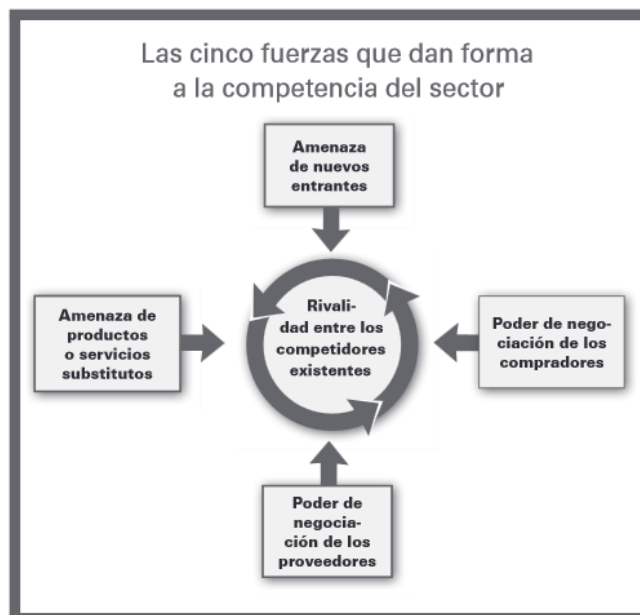 Las cinco fuerzas que dan forma
a la competencia del sector
Amenaza
de nuevos
entrantes
Amenaza de
productos
o servicios
substitutos
Rivali-
dad entre los
competidores
existentes
Poder de nego-
ciación de los
compradores
Poder de
negocia-
ción de los
proveedores